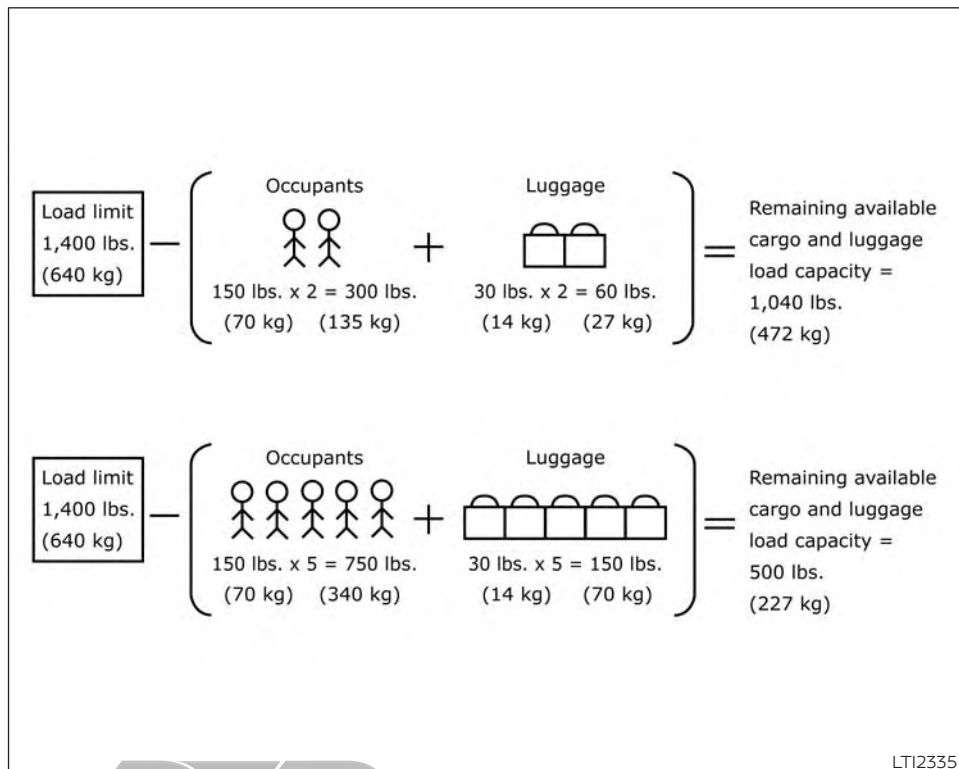 Occupants
Luggage
Load limit
1,400 lbs.
(640 kg)
150 lbs. x 2 = 300 lbs.
(70 kg) (135 kg)
30 lbs. x 2 = 60 lbs.
(14 kg) (27 kg)
Remaining available
cargo and luggage
load capacity =
1,040 lbs.
(472 kg)
Occupants
Luggage
Load limit
1,400 lbs.
(640 kg)
150 lbs. x 5 = 750 lbs.
(70 kg) (340 kg)
30 lbs. x 5 = 150 lbs.
(14 kg) (70 kg)
Remaining available
cargo and luggage
load capacity =
500 lbs.
(227 kg)
LTI2335